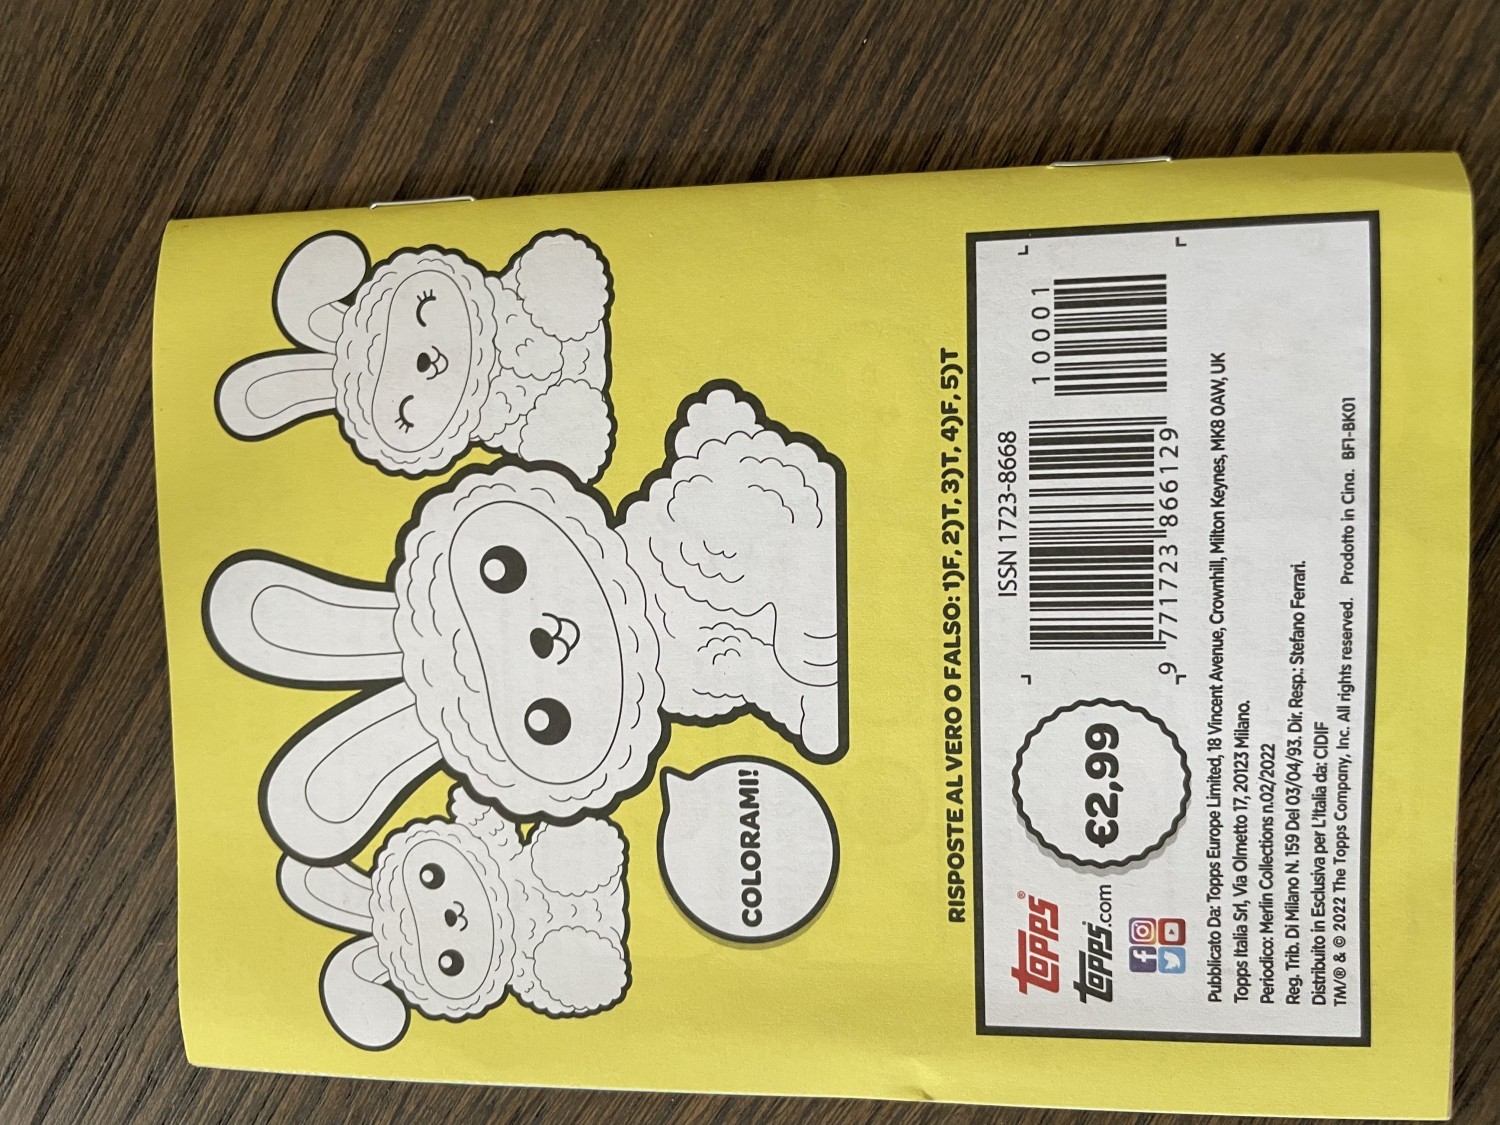 COLORAMI!
RISPOSTE AL VERO O FALSO: 1)F, 2)T, 3)T, 4)F, 5)T
TOPPS®
TOPPS.com
€2,99
ISSN 1723-8668
10001
9 771723 866129
Pubblicato Da: Topps Europe Limited, 18 Vincent Avenue, Crownhill, Milton Keynes, MK8 0AW, UK
Topps Italia Srl, Via Olmetto 17, 20123 Milano.
Periodico: Merlin Collections n.02/2022
Reg. Trib. Di Milano N. 159 Del 03/04/93. Dir. Resp.: Stefano Ferrari.
Distribuito in Esclusiva per L'Italia da: CIDIF
TM/® & © 2022 The Topps Company, Inc. All rights reserved. Prodotto in Cina. BF1-BK01